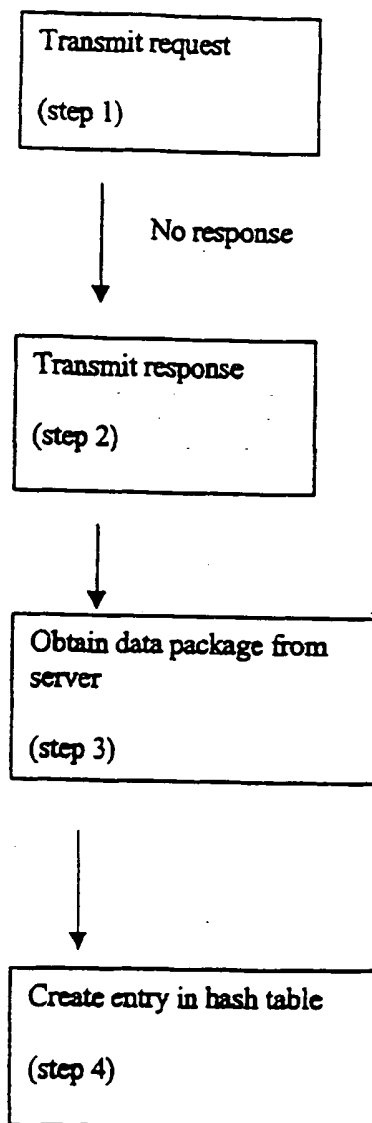 Transmit request
(step 1)
No response
Transmit response
(step 2)
Obtain data package from
server
(step 3)
Create entry in hash table
(step 4)